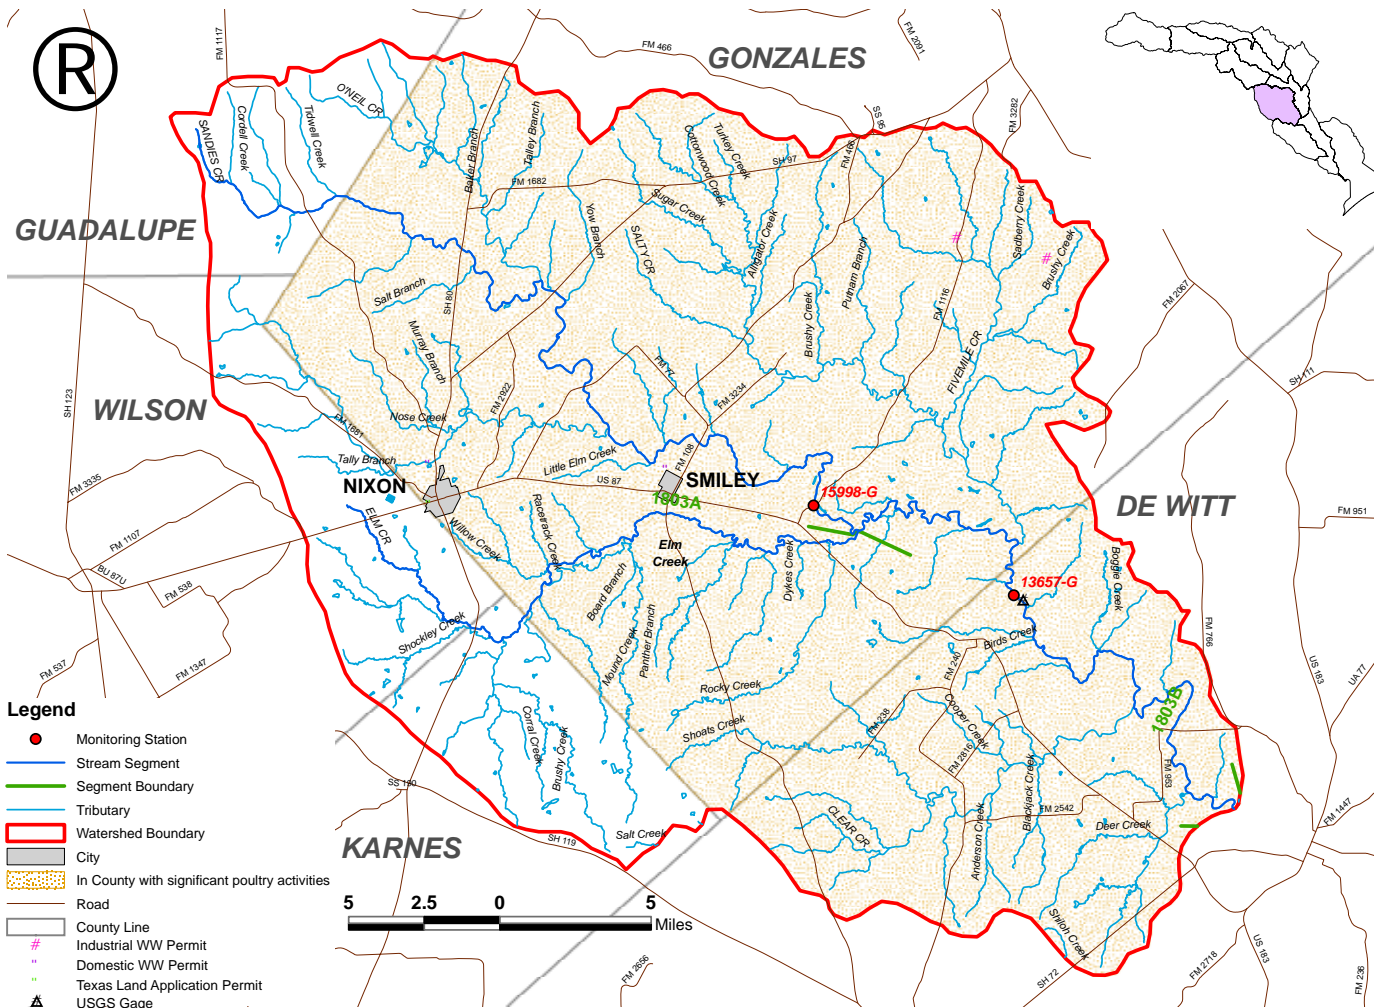 R
GONZALES
GUADALUPE
WILSON
DE WITT
KARNES
FM 1117
FM 466
FM 2091
SS 95
FM 3282
FM 466
SH 97
O'NEIL CR
SANDIES CR
Cordell Creek
Tidwell Creek
Baker Branch
Talley Branch
FM 1682
Cottonwood Creek
Turkey Creek
Sugar Creek
Yow Branch
SALTY CR
Alligator Creek
Putnam Branch
Sadberry Creek
Brushy Creek
Brushy Creek
FM 1116
FIVEMILE CR
Salt Branch
SH 80
Murray Branch
FM 2922
Nose Creek
FM 1681
Tally Branch
NIXON
Little Elm Creek
US 87
FM 108
FM 3234
SMILEY
1803A
15998-G
13657-G
FM 2067
SH 111
SH 123
FM 3335
FM 1107
BU 87U
FM 538
FM 537
FM 1347
ELM CR
Willow Creek
Racetrack Creek
Elm
Creek
Dykes Creek
Board Branch
Mound Creek
Panther Branch
Shockley Creek
Rocky Creek
Shoats Creek
Corral Creek
Brushy Creek
Salt Creek
SH 119
Birds Creek
Boggie Creek
FM 240
FM 238
Cooper Creek
FM 2816
Blackjack Creek
Anderson Creek
FM 2542
Deer Creek
CLEAR CR
Shiloh Creek
1803B
FM 953
FM 766
FM 951
US 183
UA 77
FM 1447
US 183
FM 2718
FM 236
SH 72
FM 2656
Legend
Monitoring Station
Stream Segment
Segment Boundary
Tributary
Watershed Boundary
City
In County with significant poultry activities
Road
County Line
# Industrial WW Permit
" Domestic WW Permit
" Texas Land Application Permit
USGS Gage
5 2.5 0 5
Miles